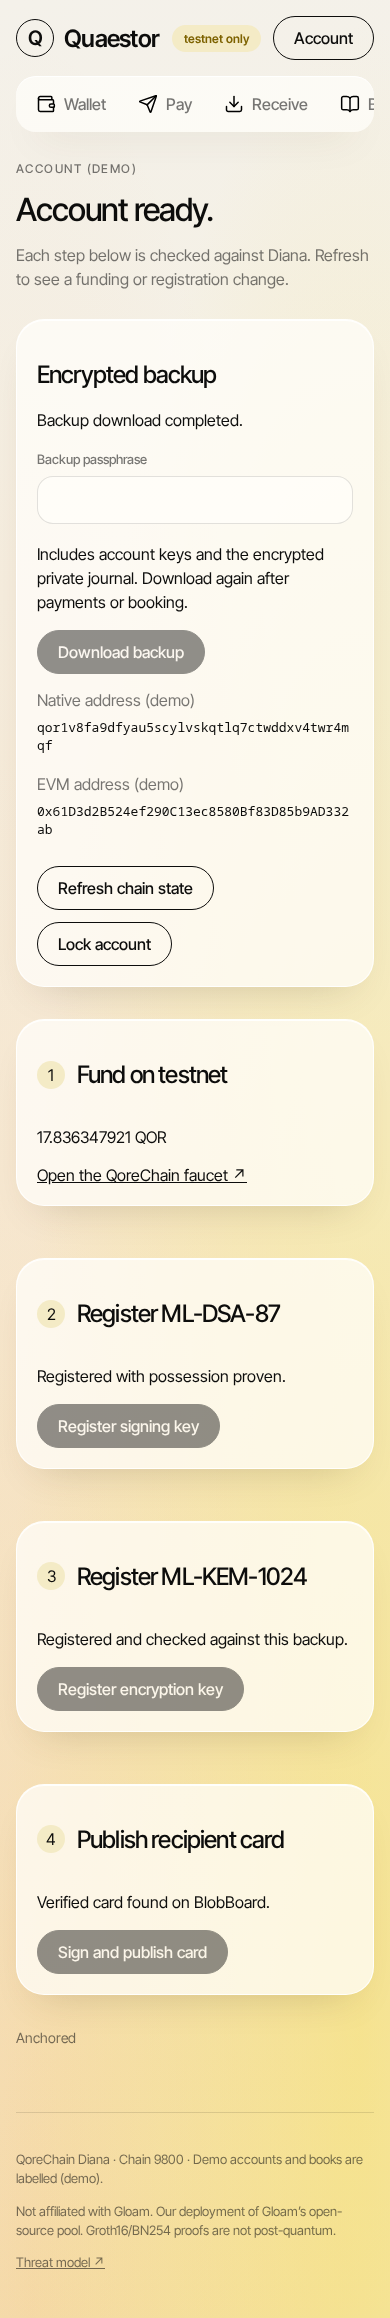 Q Quaestor testnet only Account
Wallet Pay Receive
ACCOUNT (DEMO)
Account ready.
Each step below is checked against Diana. Refresh
to see a funding or registration change.
Encrypted backup
Backup download completed.
Backup passphrase
Includes account keys and the encrypted
private journal. Download again after
payments or booking.
Download backup
Native address (demo)
qor1v8fa9dfyau5scylvskqtlq7ctwddxv4twr4m
qf
EVM address (demo)
0x61D3d2B524ef290C13ec8580Bf83D85b9AD332
ab
Refresh chain state
Lock account
1 Fund on testnet
17.836347921 QOR
Open the QoreChain faucet ↗
2 Register ML-DSA-87
Registered with possession proven.
Register signing key
3 Register ML-KEM-1024
Registered and checked against this backup.
Register encryption key
4 Publish recipient card
Verified card found on BlobBoard.
Sign and publish card
Anchored
QoreChain Diana · Chain 9800 · Demo accounts and books are
labelled (demo).
Not affiliated with Gloam. Our deployment of Gloam's open-
source pool. Groth16/BN254 proofs are not post-quantum.
Threat model ↗